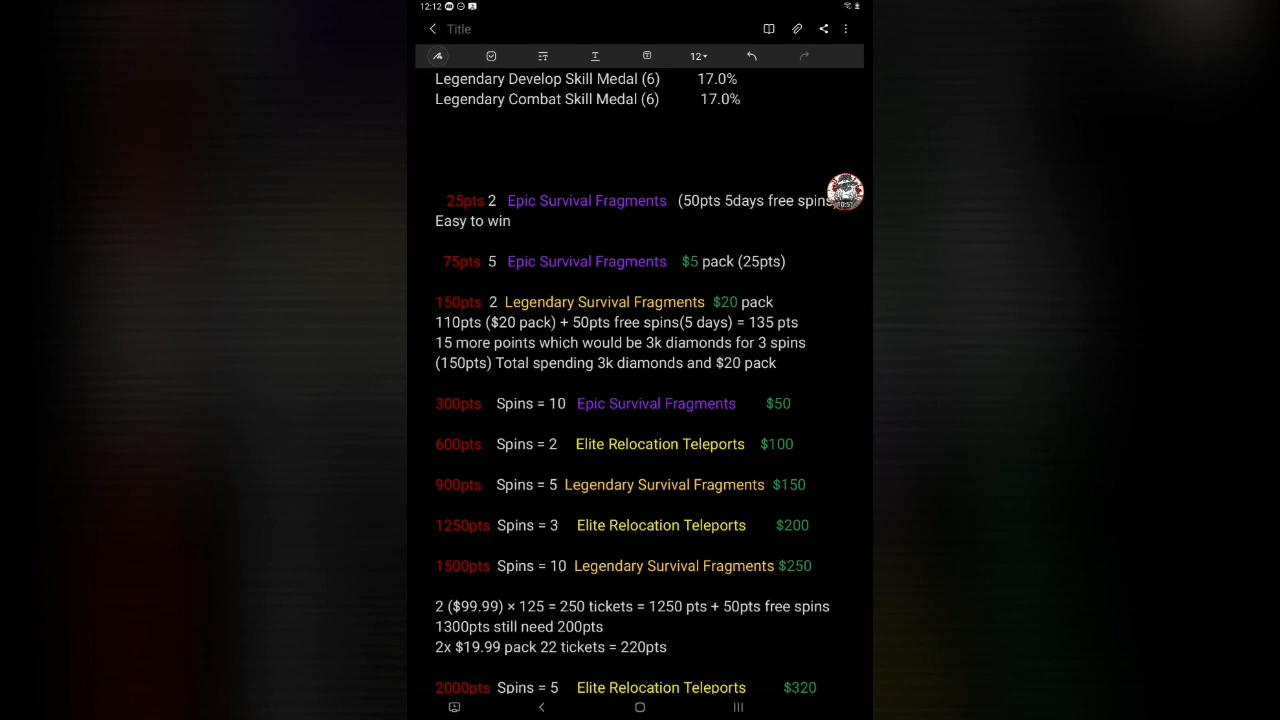 12:12
Title
12
Legendary Develop Skill Medal (6) 17.0%
Legendary Combat Skill Medal (6) 17.0%
25pts 2 Epic Survival Fragments (50pts 5days free spins
Easy to win
75pts 5 Epic Survival Fragments $5 pack (25pts)
150pts 2 Legendary Survival Fragments $20 pack
110pts ($20 pack) + 50pts free spins(5 days) = 135 pts
15 more points which would be 3k diamonds for 3 spins
(150pts) Total spending 3k diamonds and $20 pack
300pts Spins = 10 Epic Survival Fragments $50
600pts Spins = 2 Elite Relocation Teleports $100
900pts Spins = 5 Legendary Survival Fragments $150
1250pts Spins = 3 Elite Relocation Teleports $200
1500pts Spins = 10 Legendary Survival Fragments $250
2 ($99.99) × 125 = 250 tickets = 1250 pts + 50pts free spins
1300pts still need 200pts
2x $19.99 pack 22 tickets = 220pts
2000pts Spins = 5 Elite Relocation Teleports $320